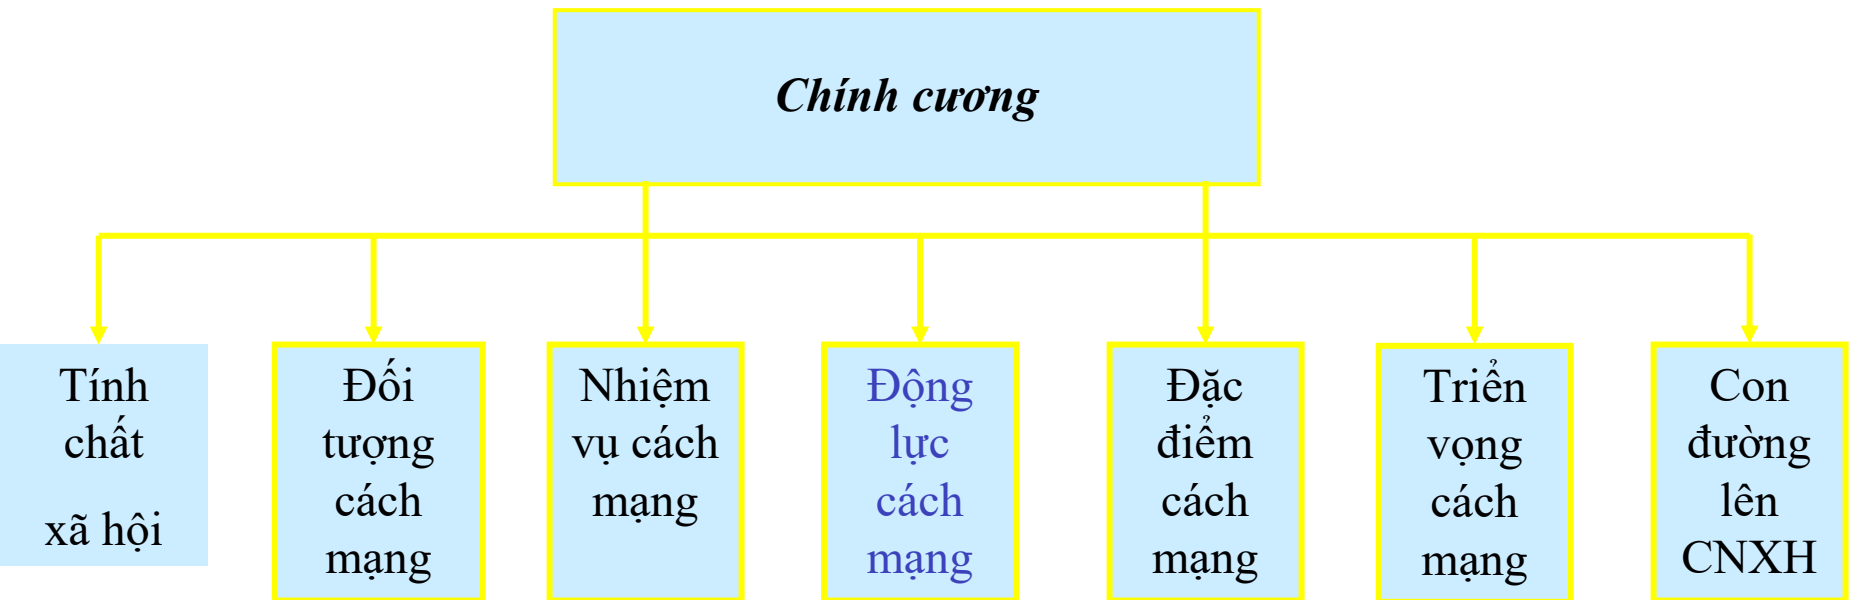 Chính cương
Tính
chất
xã hội
Đối
tượng
cách
mạng
Nhiệm
vụ cách
mạng
Động
lực
cách
mạng
Đặc
điểm
cách
mạng
Triển
vọng
cách
mạng
Con
đường
lên
CNXH